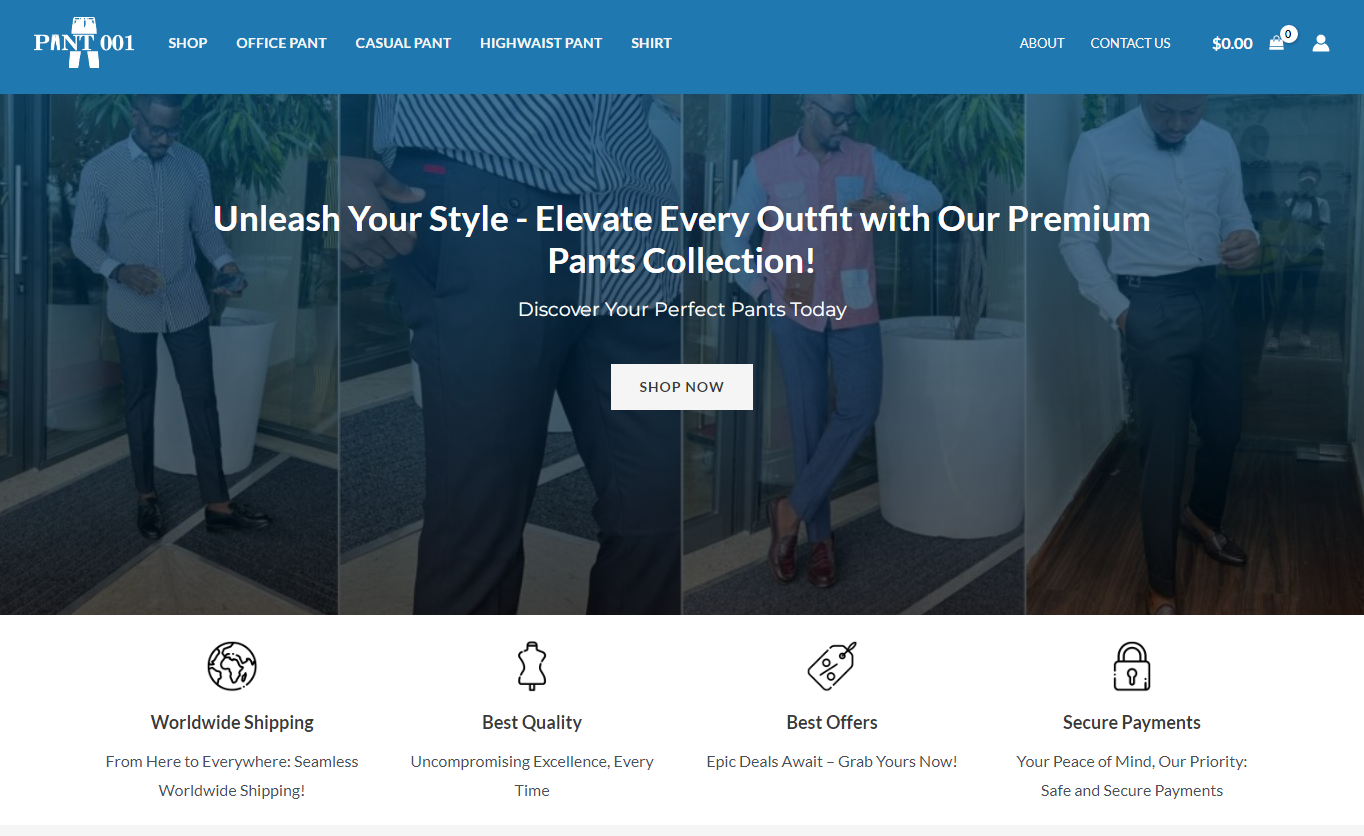 PANT 001
SHOP
OFFICE PANT
CASUAL PANT
HIGHWAIST PANT
SHIRT
ABOUT
CONTACT US
$0.00
0
Unleash Your Style - Elevate Every Outfit with Our Premium
Pants Collection!
Discover Your Perfect Pants Today
SHOP NOW
Worldwide Shipping
From Here to Everywhere: Seamless
Worldwide Shipping!
Best Quality
Uncompromising Excellence, Every
Time
Best Offers
Epic Deals Await – Grab Yours Now!
Secure Payments
Your Peace of Mind, Our Priority:
Safe and Secure Payments